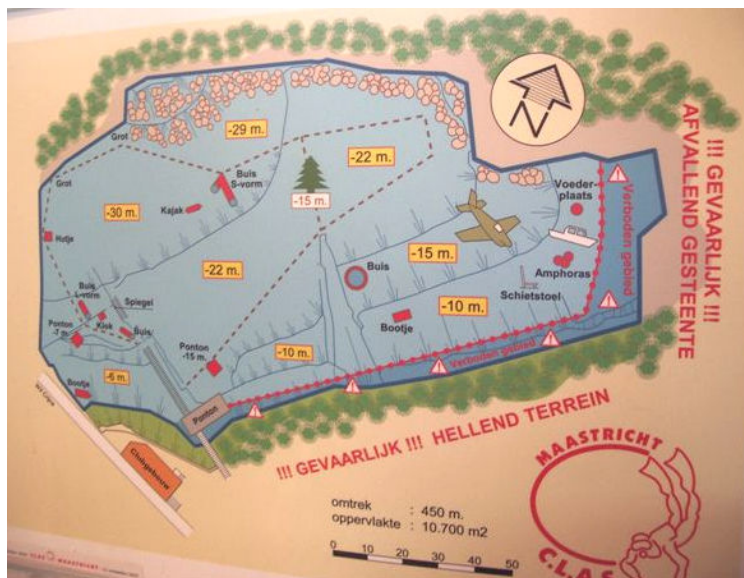 -29 m.
Grot
-22 m.
Buis
S-vorm
Grot
-15 m.
Kajak
-30 m.
N
!!! GEVAARLIJK !!!
AFVALLEND GESTEENTE
Voeder-
plaats
Verboden gebied
Hutje
-22 m.
-15 m.
Buis
Amphoras
Schietstoel
Buis
L-vorm
Spiegel
Klok
Buis
Ponton
-7 m.
-10 m.
Bootje
Ponton
-15 m.
-10 m.
-6 m.
Bootje
Verboden gebied
Ponton
Clubgebouw
!!! GEVAARLIJK !!! HELLEND TERREIN
omtrek : 450 m.
oppervlakte : 10.700 m2
0 10 20 30 40 50
MAASTRICHT
C.L.A.S